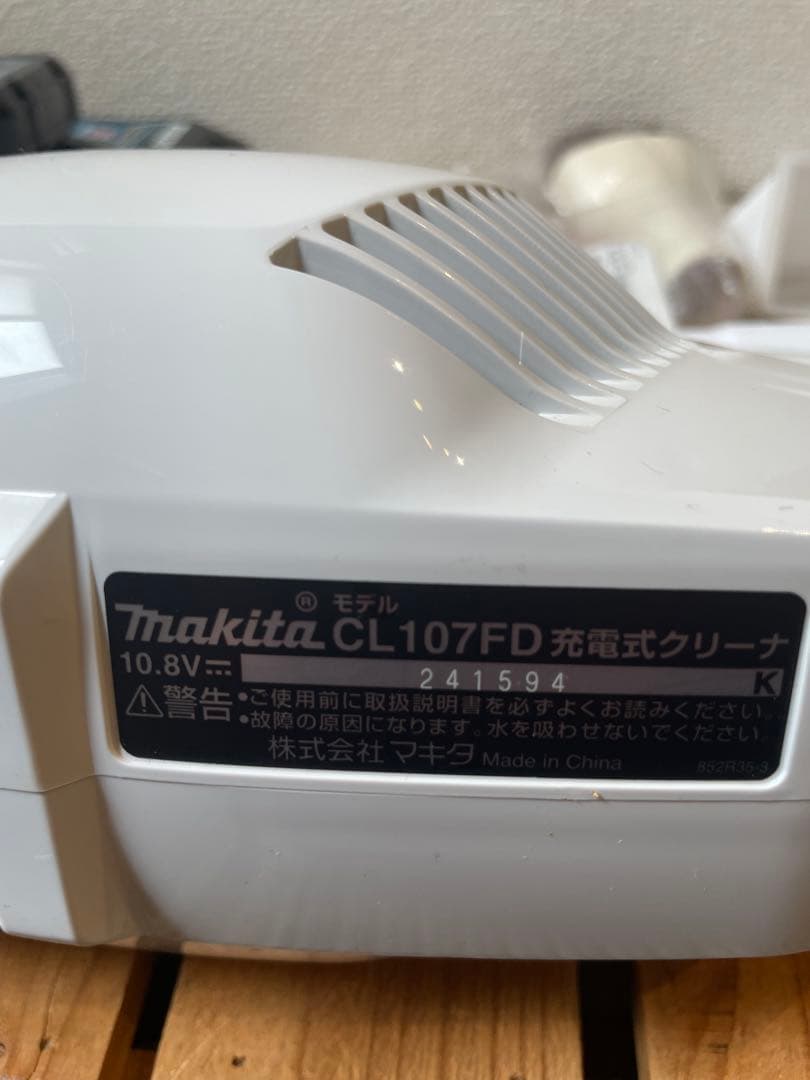 makita® モデル CL107FD 充電式クリーナ
10.8V⎓ 241594 K
⚠警告 •ご使用前に取扱説明書を必ずよくお読みください。
•故障の原因になります。水を吸わせないでください。
株式会社 マキタ Made in China 852R35-3